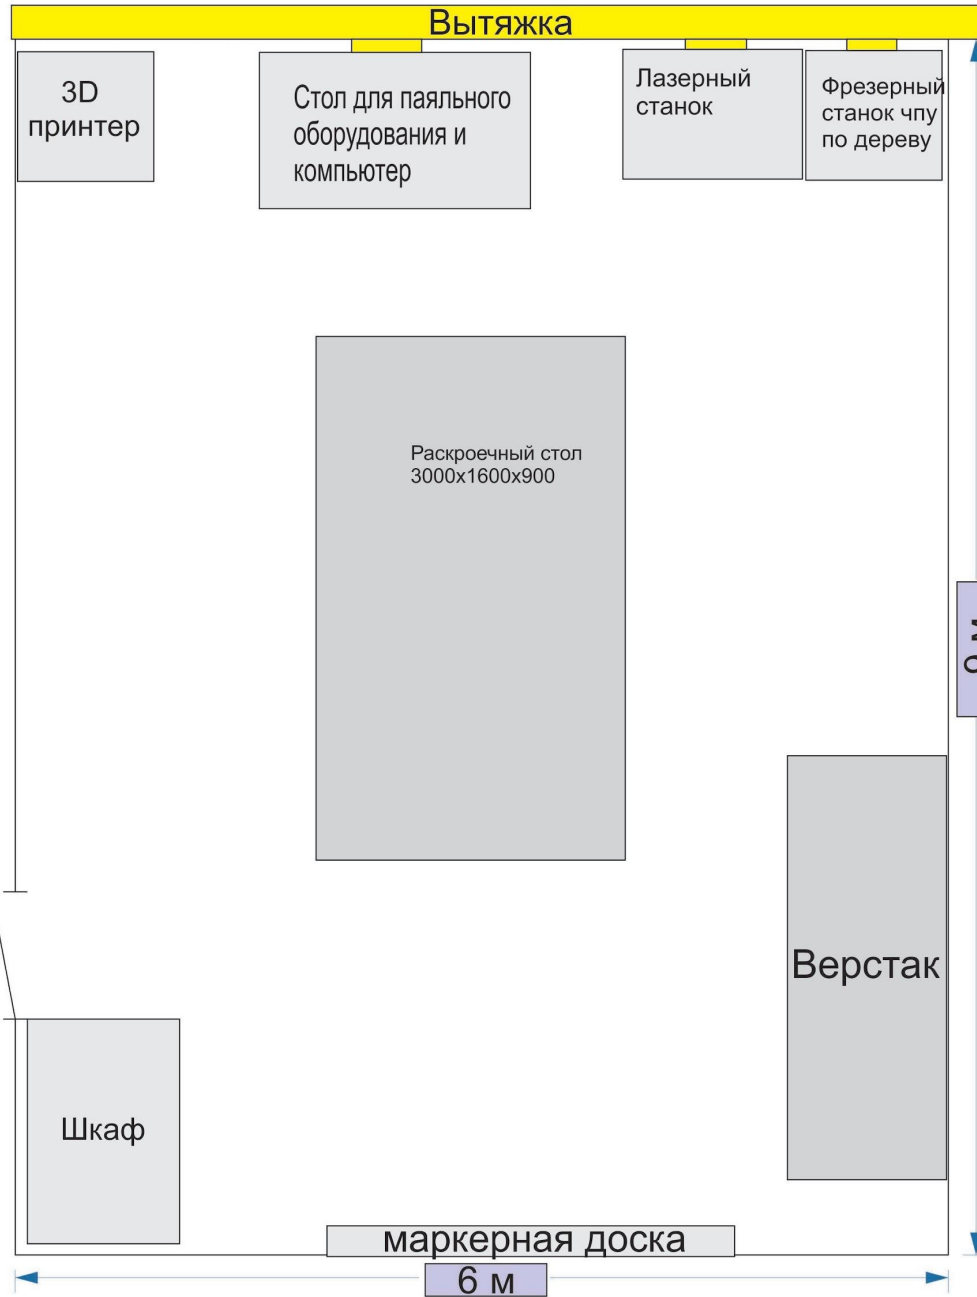 Вытяжка
3D
принтер
Стол для паяльного
оборудования и
компьютер
Лазерный
станок
Фрезерный
станок чпу
по дереву
Раскроечный стол
3000x1600x900
Верстак
Шкаф
маркерная доска
6 м